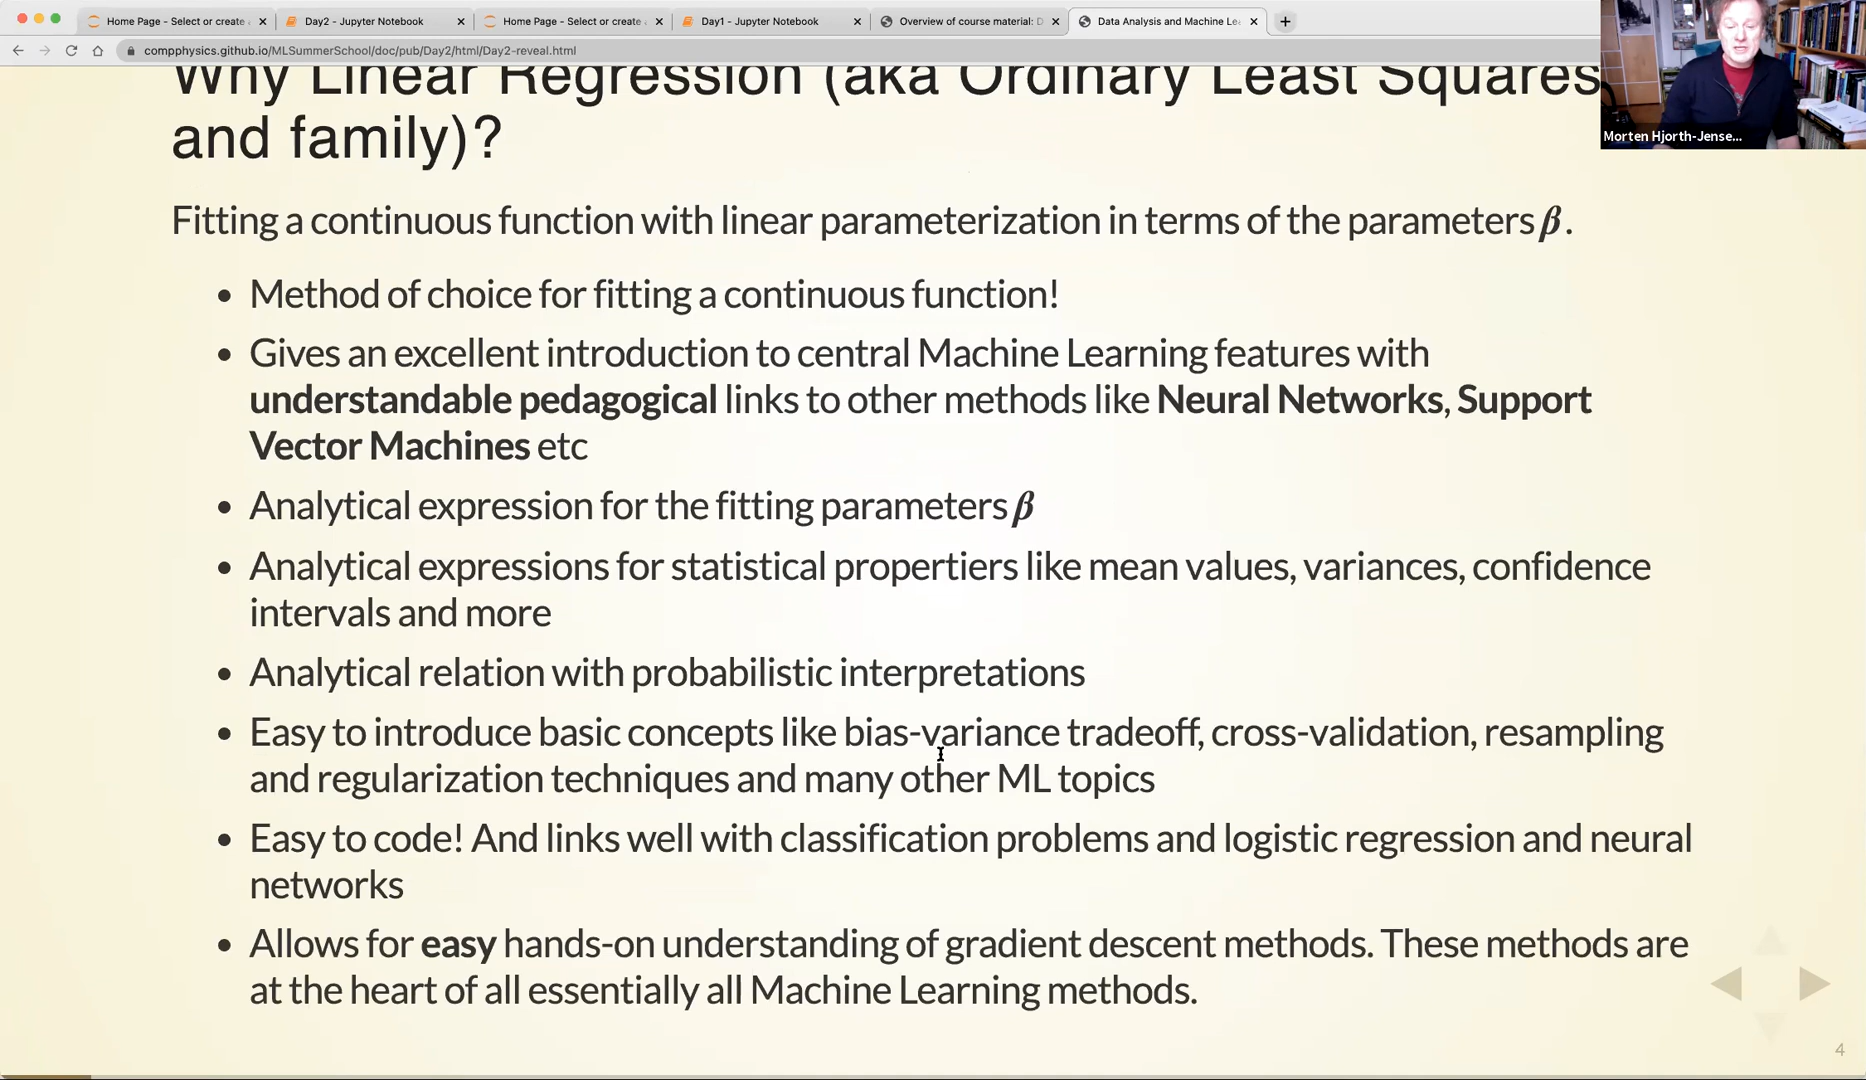 Home Page - Select or create a
Day2 - Jupyter Notebook
Home Page - Select or create a
Day1 - Jupyter Notebook
Overview of course material: D
Data Analysis and Machine Le
compphysics.github.io/MLSummerSchool/doc/pub/Day2/html/Day2-reveal.html
Morten Hjorth-Jense...
Why Linear Regression (aka Ordinary Least Squares
and family)?
Fitting a continuous function with linear parameterization in terms of the parameters β.
• Method of choice for fitting a continuous function!
• Gives an excellent introduction to central Machine Learning features with
understandable pedagogical links to other methods like Neural Networks, Support
Vector Machines etc
• Analytical expression for the fitting parameters β
• Analytical expressions for statistical propertiers like mean values, variances, confidence
intervals and more
• Analytical relation with probabilistic interpretations
• Easy to introduce basic concepts like bias-variance tradeoff, cross-validation, resampling
and regularization techniques and many other ML topics
• Easy to code! And links well with classification problems and logistic regression and neural
networks
• Allows for easy hands-on understanding of gradient descent methods. These methods are
at the heart of all essentially all Machine Learning methods.
4